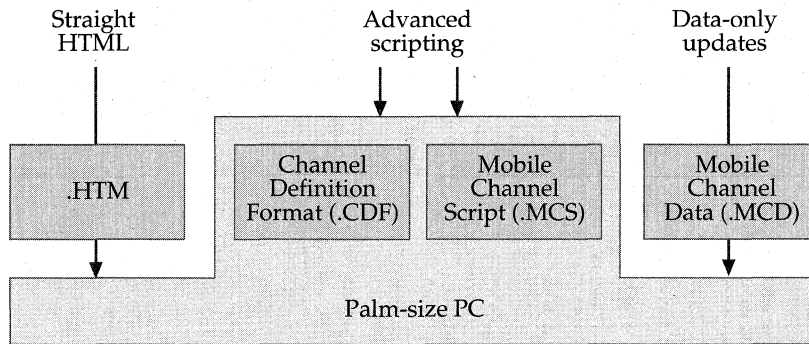 Straight
HTML
Advanced
scripting
Data-only
updates
.HTM
Channel
Definition
Format (.CDF)
Mobile
Channel
Script (.MCS)
Mobile
Channel
Data (.MCD)
Palm-size PC